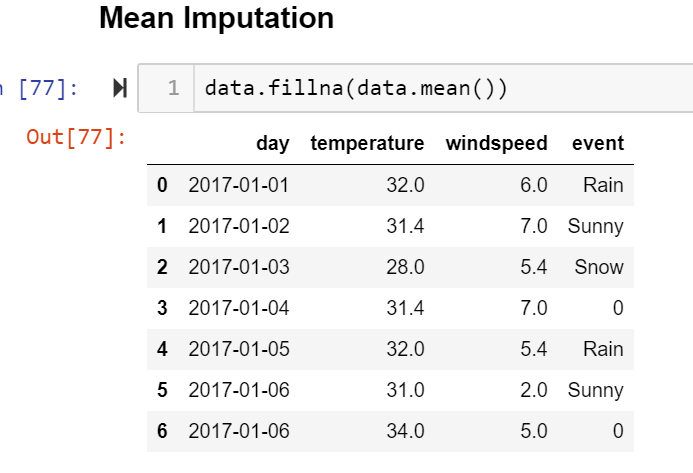 Mean Imputation
[77]: 1 data.fillna(data.mean())
Out[77]:
day temperature windspeed event
0 2017-01-01 32.0 6.0 Rain
1 2017-01-02 31.4 7.0 Sunny
2 2017-01-03 28.0 5.4 Snow
3 2017-01-04 31.4 7.0 0
4 2017-01-05 32.0 5.4 Rain
5 2017-01-06 31.0 2.0 Sunny
6 2017-01-06 34.0 5.0 0